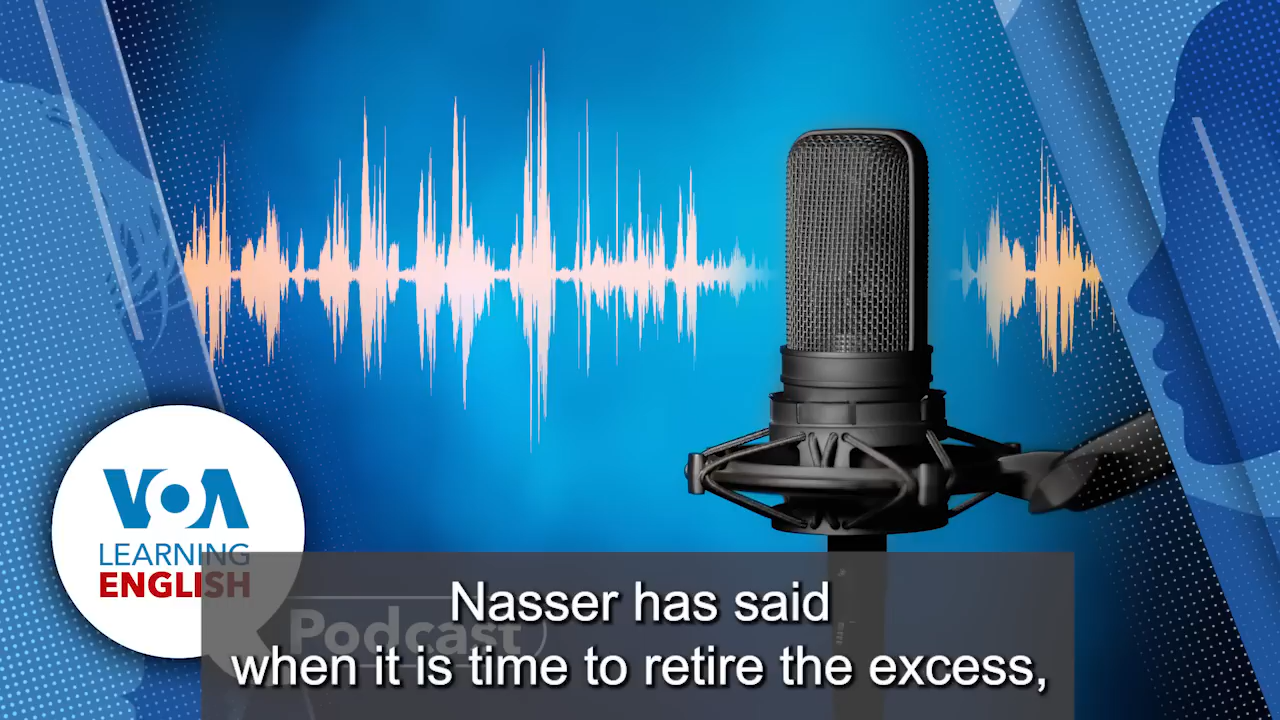 VOA
LEARNING
ENGLISH
Podcast
Nasser has said
when it is time to retire the excess,